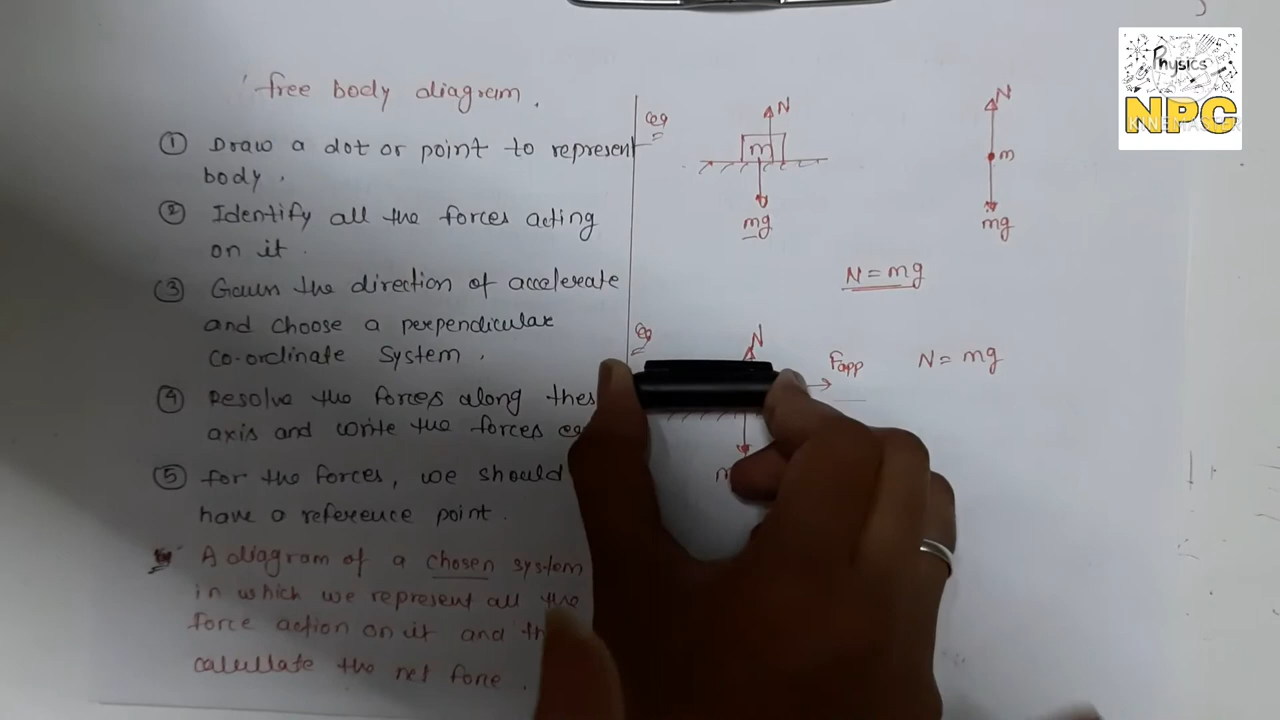 free body diagram.
① Draw a dot or point to represent
body.
② Identify all the forces acting
on it.
③ the direction of accelerate
and choose a perpendicular
co-ordinate system.
④ Resolve the forces along thes
axis and write the forces eq
⑤ for the forces, we should
have a reference point.
A diagram of a chosen system
in which we represent all the
force action on it and th
calullate the net force.
eg
N
m
mg
N
m
mg
N = mg
eg
N
Fapp
N = mg
m
Physics
NPC